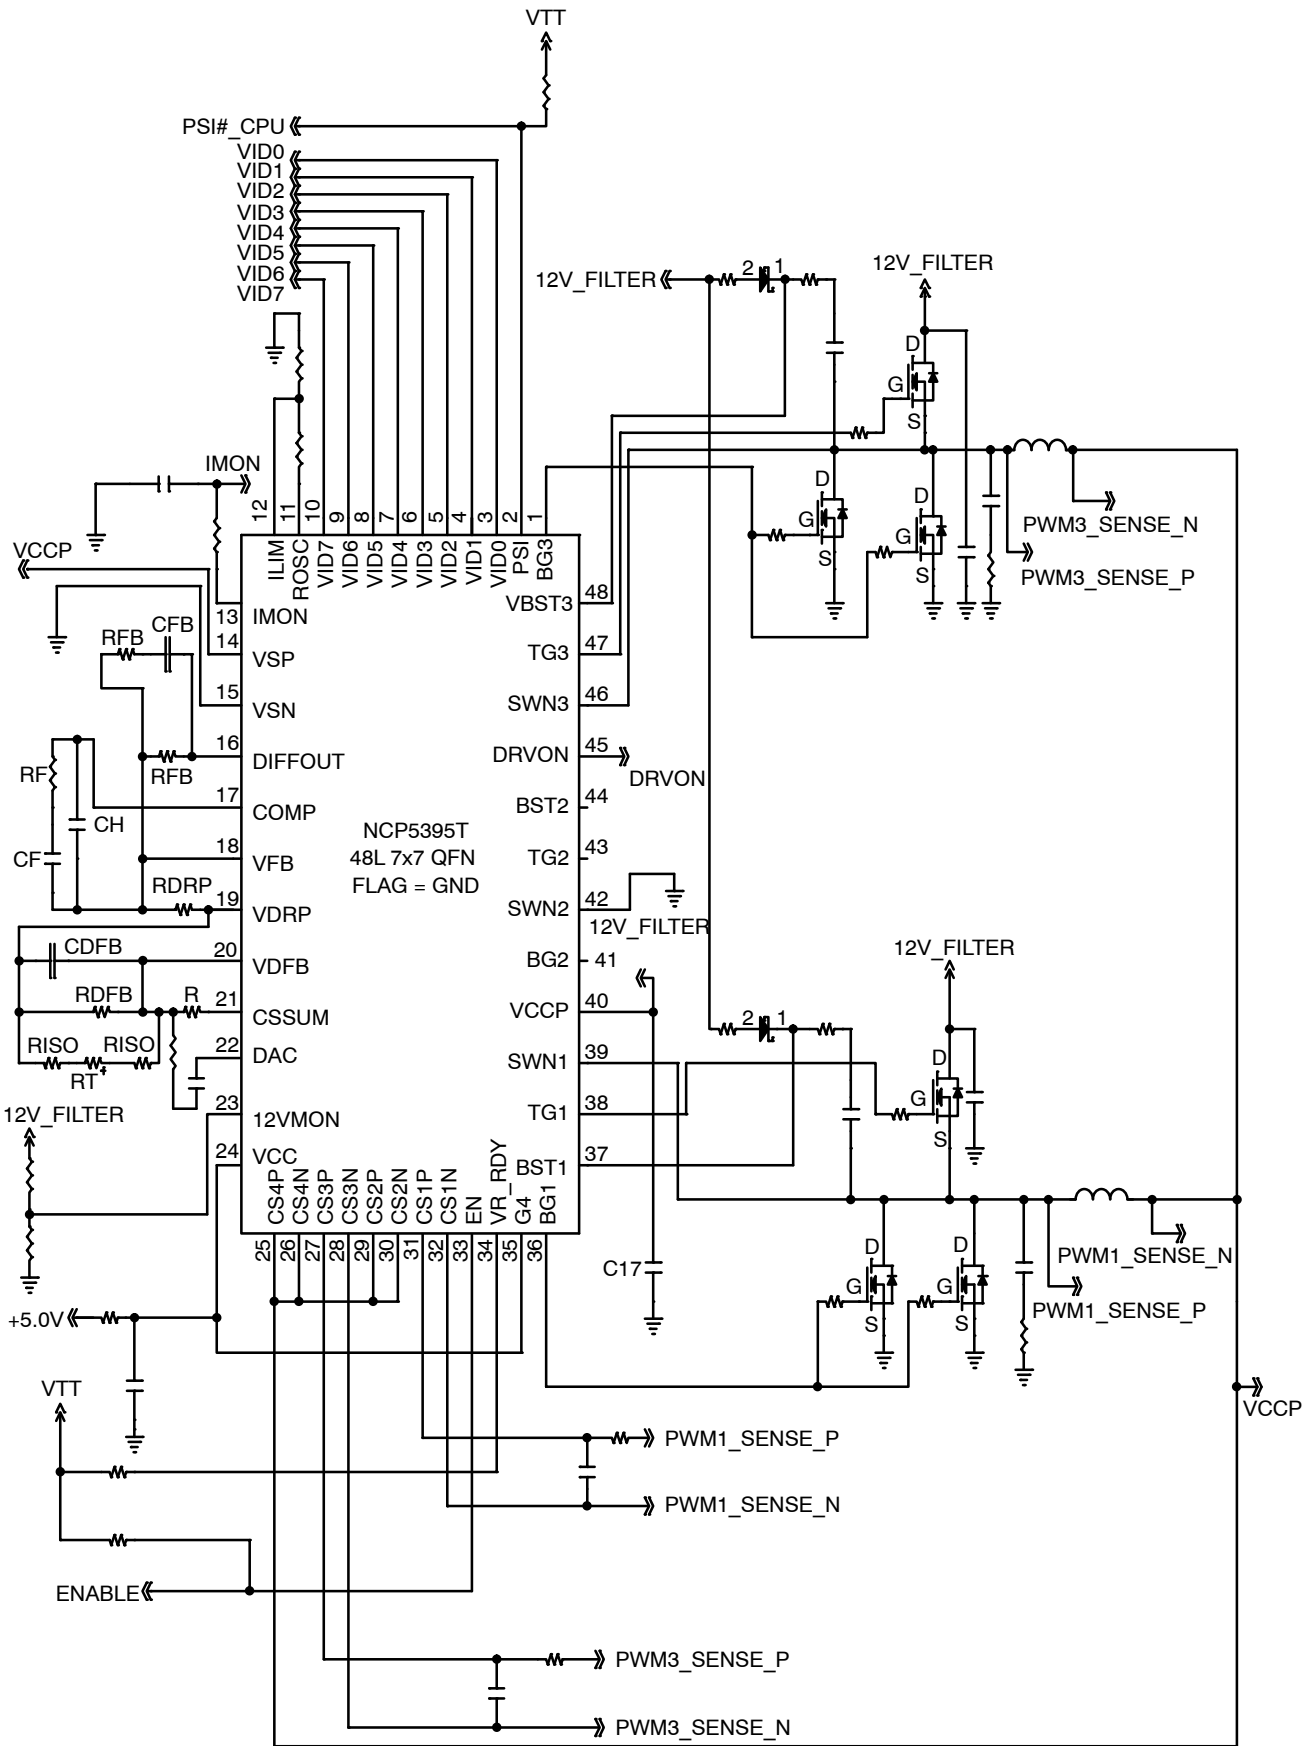 VTT
PSI#_CPU
VID0
VID1
VID2
VID3
VID4
VID5
VID6
VID7
12V_FILTER
2
1
12V_FILTER
D
G
S
D
G
S
D
G
S
PWM3_SENSE_N
PWM3_SENSE_P
IMON
VCCP
12
11
10
9
8
7
6
5
4
3
2
1
ILIM
ROSC
VID7
VID6
VID5
VID4
VID3
VID2
VID1
VID0
PSI
BG3
13
IMON
14
VSP
15
VSN
16
DIFFOUT
17
COMP
18
VFB
19
VDRP
20
VDFB
21
CSSUM
22
DAC
23
12VMON
24
VCC
RFB
CFB
RFB
RF
CH
CF
RDRP
CDFB
RDFB
R
RISO
RISO
RT
12V_FILTER
NCP5395T
48L 7x7 QFN
FLAG = GND
VBST3
48
TG3
47
SWN3
46
DRVON
45
DRVON
BST2
44
TG2
43
SWN2
42
12V_FILTER
BG2
41
VCCP
40
SWN1
39
TG1
38
BST1
37
2
1
12V_FILTER
D
G
S
CS4P
CS4N
CS3P
CS3N
CS2P
CS2N
CS1P
CS1N
EN
VR_RDY
G4
BG1
25
26
27
28
29
30
31
32
33
34
35
36
C17
D
G
S
D
G
S
PWM1_SENSE_N
PWM1_SENSE_P
+5.0V
VTT
VCCP
PWM1_SENSE_P
PWM1_SENSE_N
ENABLE
PWM3_SENSE_P
PWM3_SENSE_N